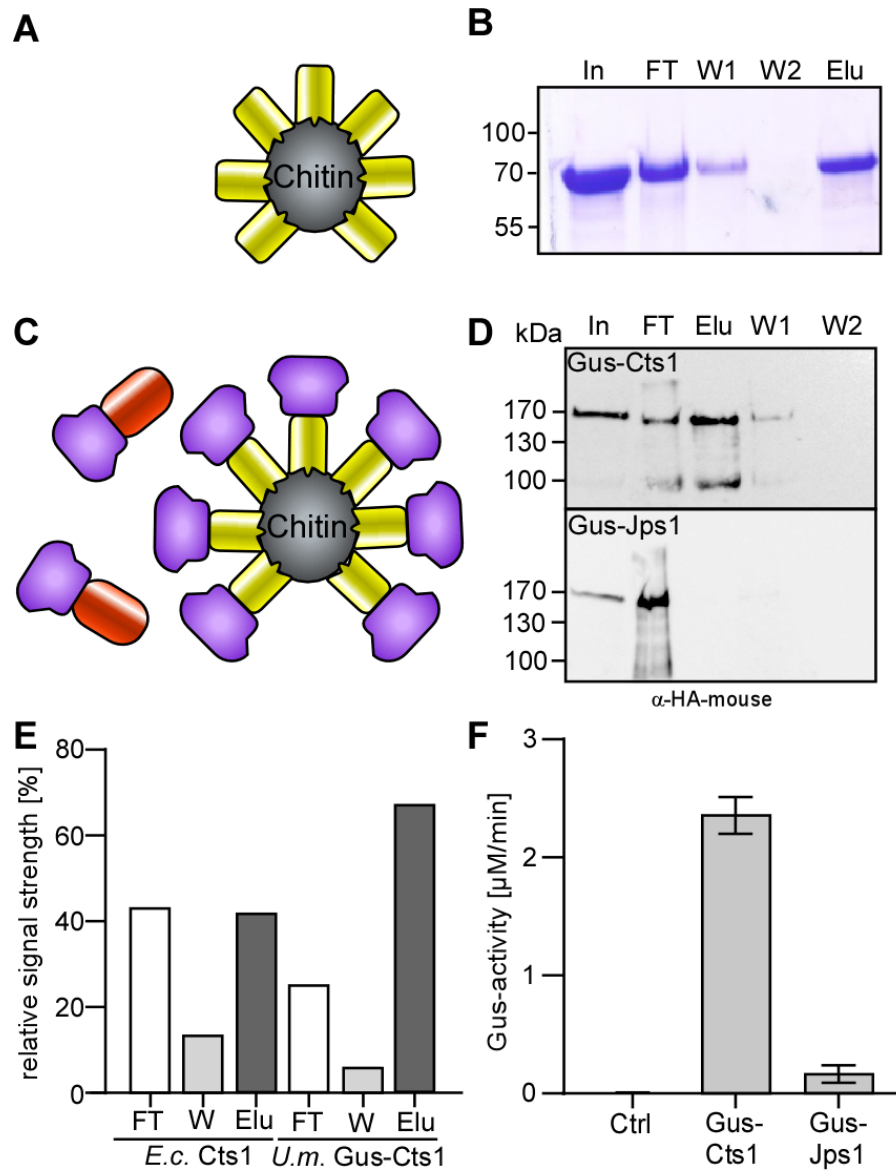 A
Chitin
B
In FT W1 W2 Elu
100
70
55
C
Chitin
D
kDa In FT Elu W1 W2
Gus-Cts1
170
130
100
Gus-Jps1
170
130
100
α-HA-mouse
E
relative signal strength [%]
80
60
40
20
0
FT W Elu FT W Elu
E.c. Cts1 U.m. Gus-Cts1
F
Gus-activity [µM/min]
3
2
1
0
Ctrl Gus-Cts1 Gus-Jps1